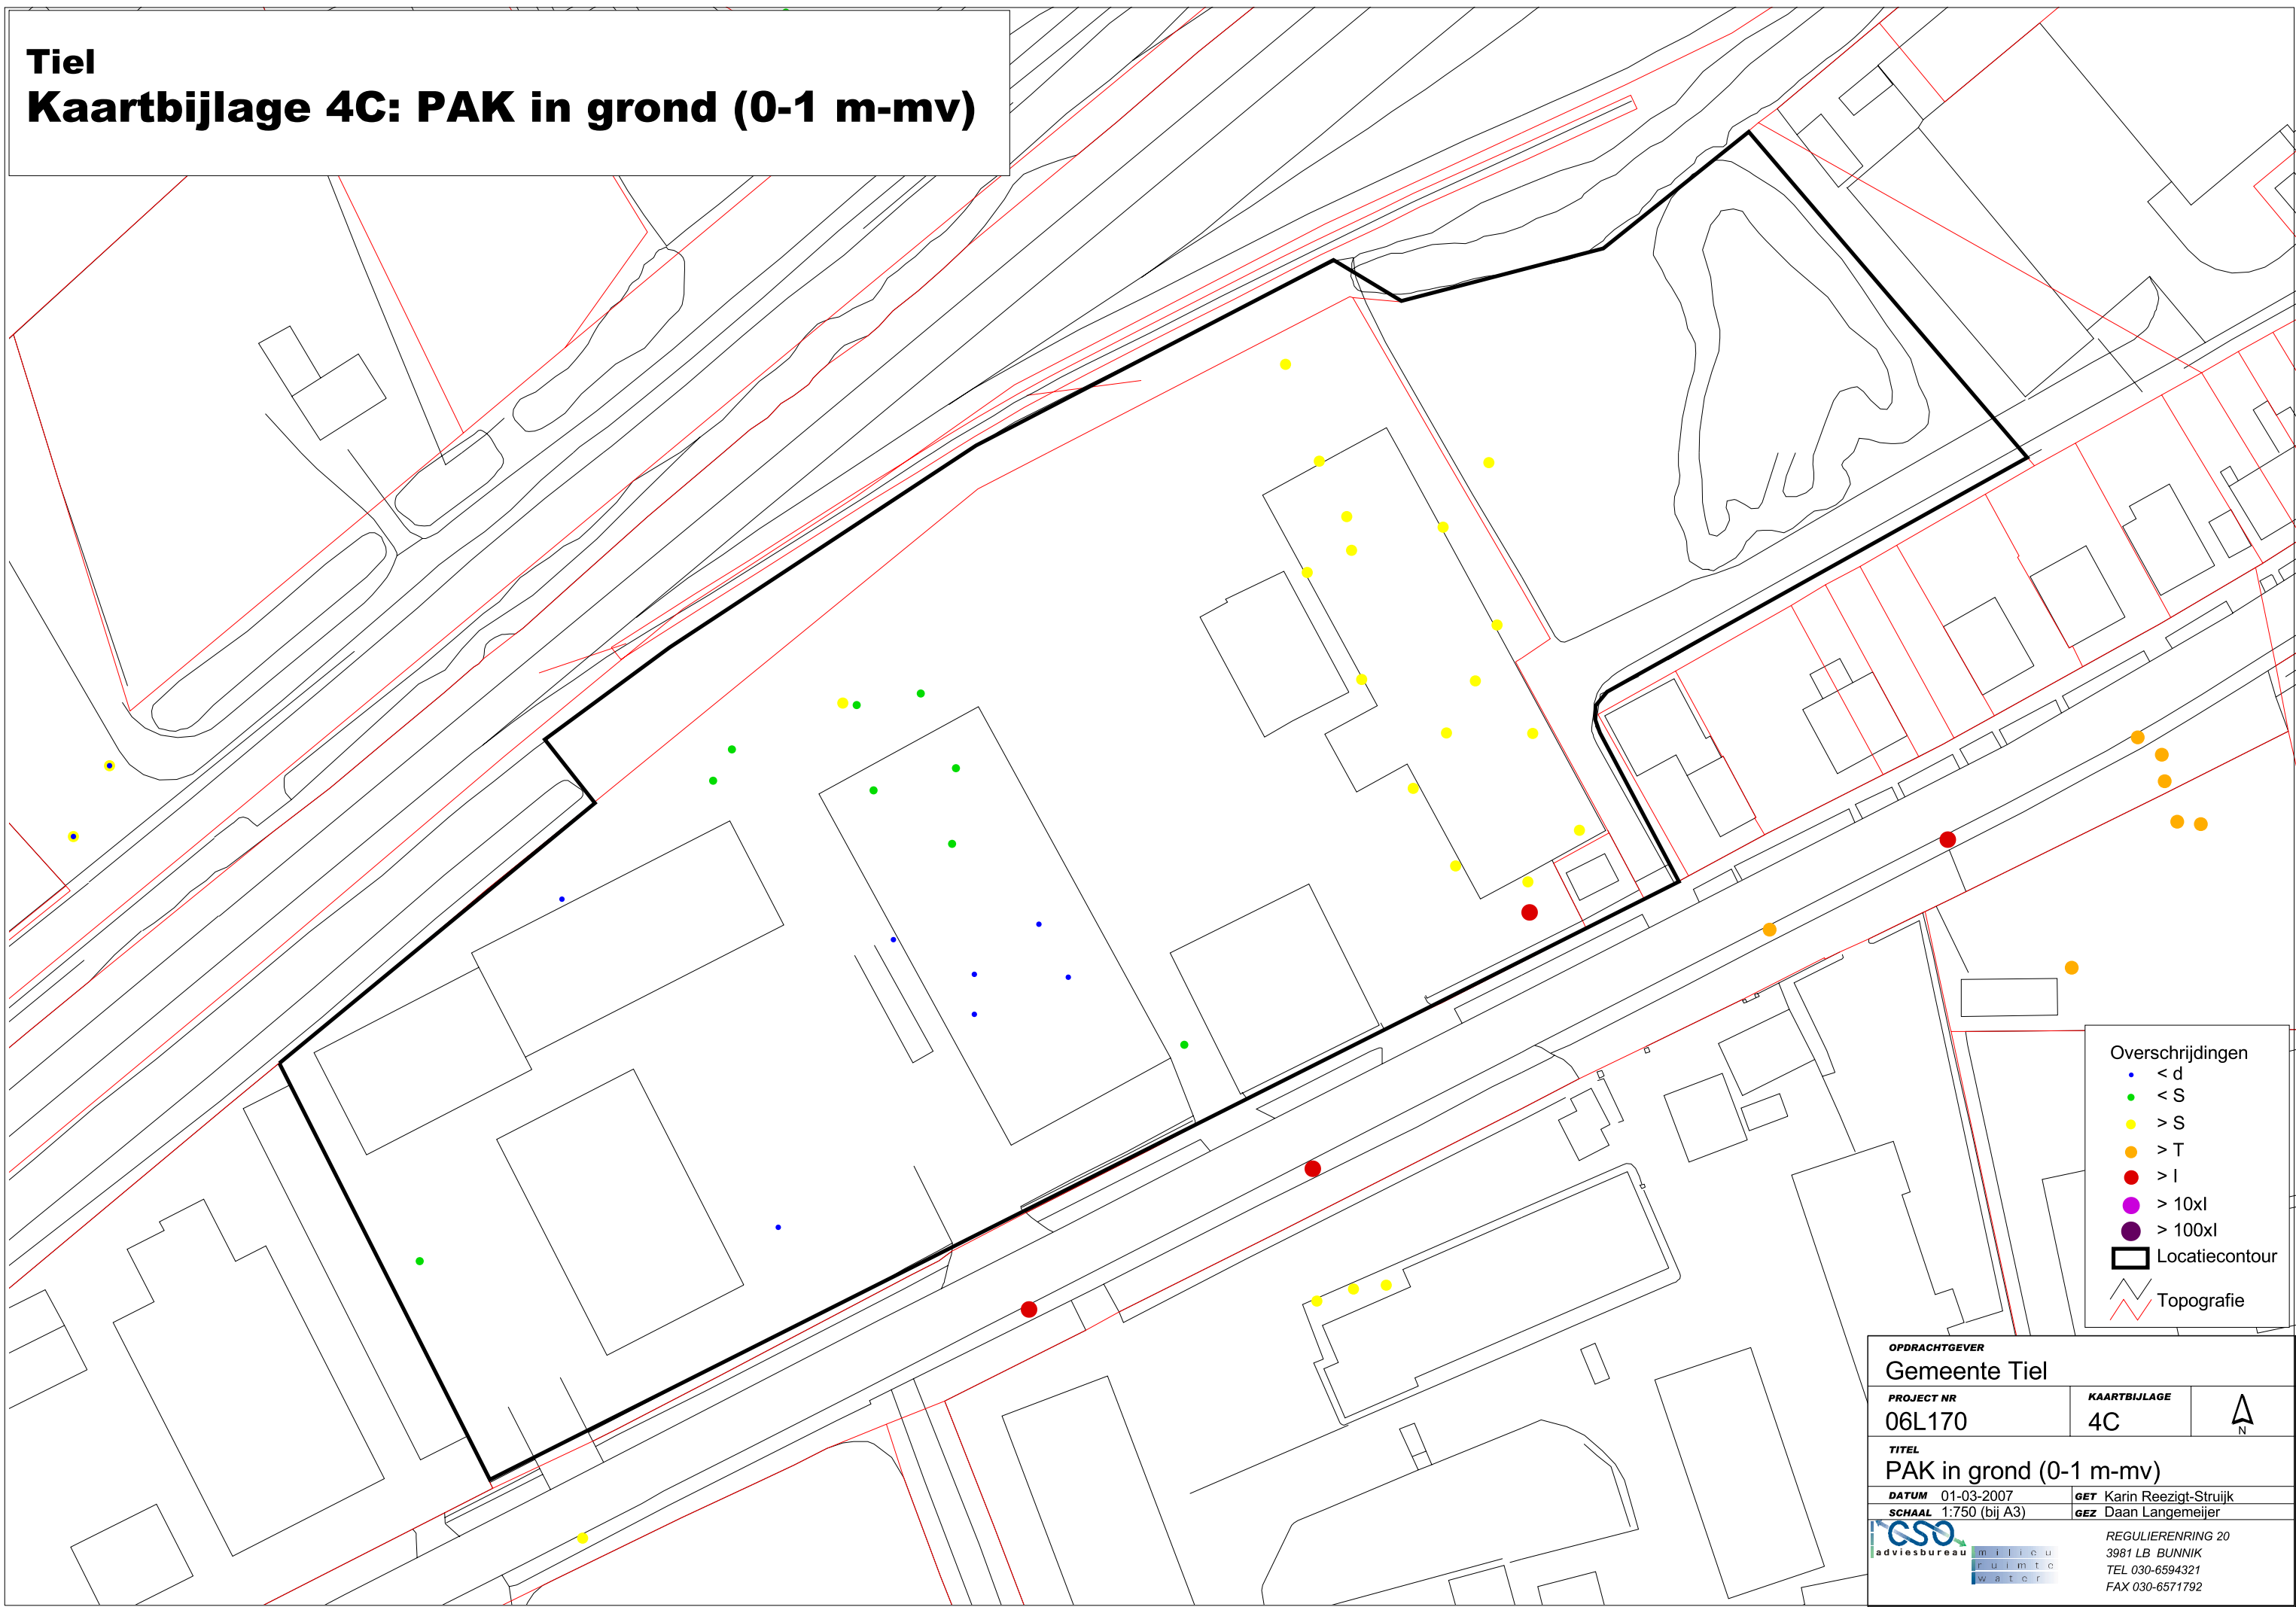 Tiel
Kaartbijlage 4C: PAK in grond (0-1 m-mv)
Overschrijdingen
< d
< S
> S
> T
> I
> 10xI
> 100xI
Locatiecontour
Topografie
OPDRACHTGEVER
Gemeente Tiel
PROJECT NR
06L170
KAARTBIJLAGE
4C
N
TITEL
PAK in grond (0-1 m-mv)
DATUM 01-03-2007
GET Karin Reezigt-Struijk
SCHAAL 1:750 (bij A3)
GEZ Daan Langemeijer
CSO
adviesbureau
milieu
ruimte
water
REGULIERENRING 20
3981 LB BUNNIK
TEL 030-6594321
FAX 030-6571792